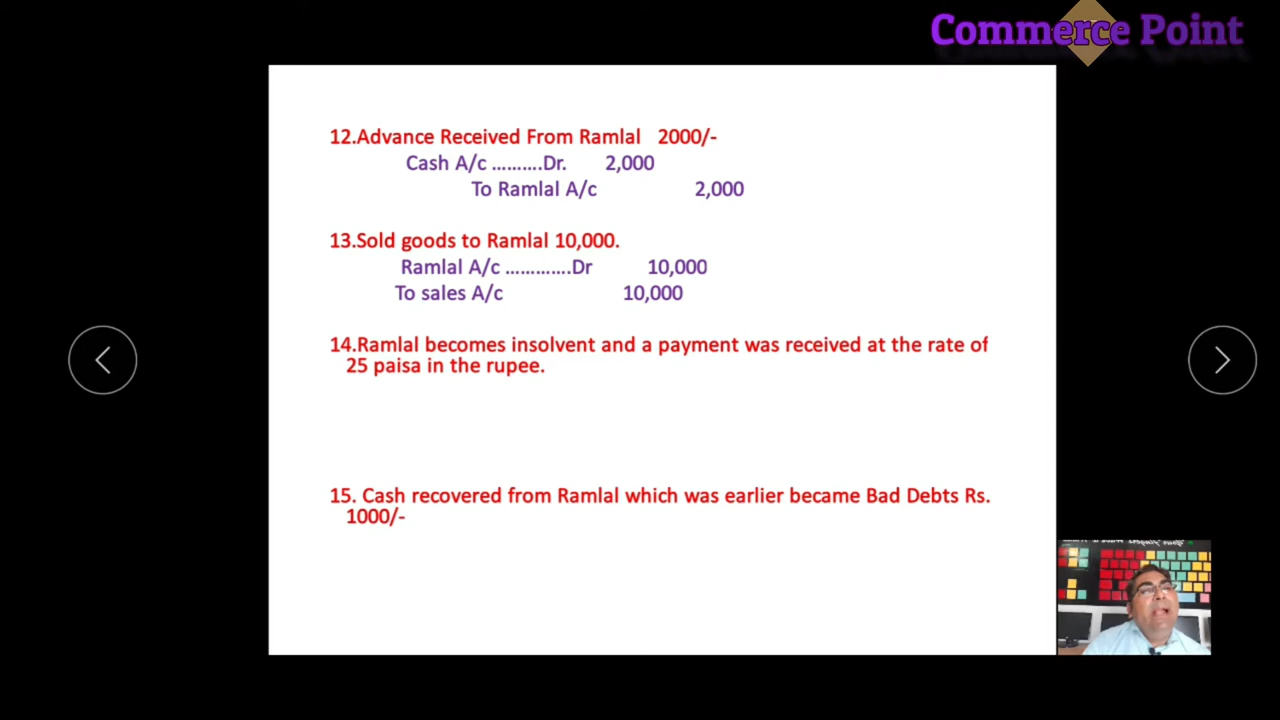 Commerce Point
12.Advance Received From Ramlal 2000/-
Cash A/c ..........Dr. 2,000
To Ramlal A/c 2,000
13.Sold goods to Ramlal 10,000.
Ramlal A/c .............Dr 10,000
To sales A/c 10,000
14.Ramlal becomes insolvent and a payment was received at the rate of
25 paisa in the rupee.
15. Cash recovered from Ramlal which was earlier became Bad Debts Rs.
1000/-